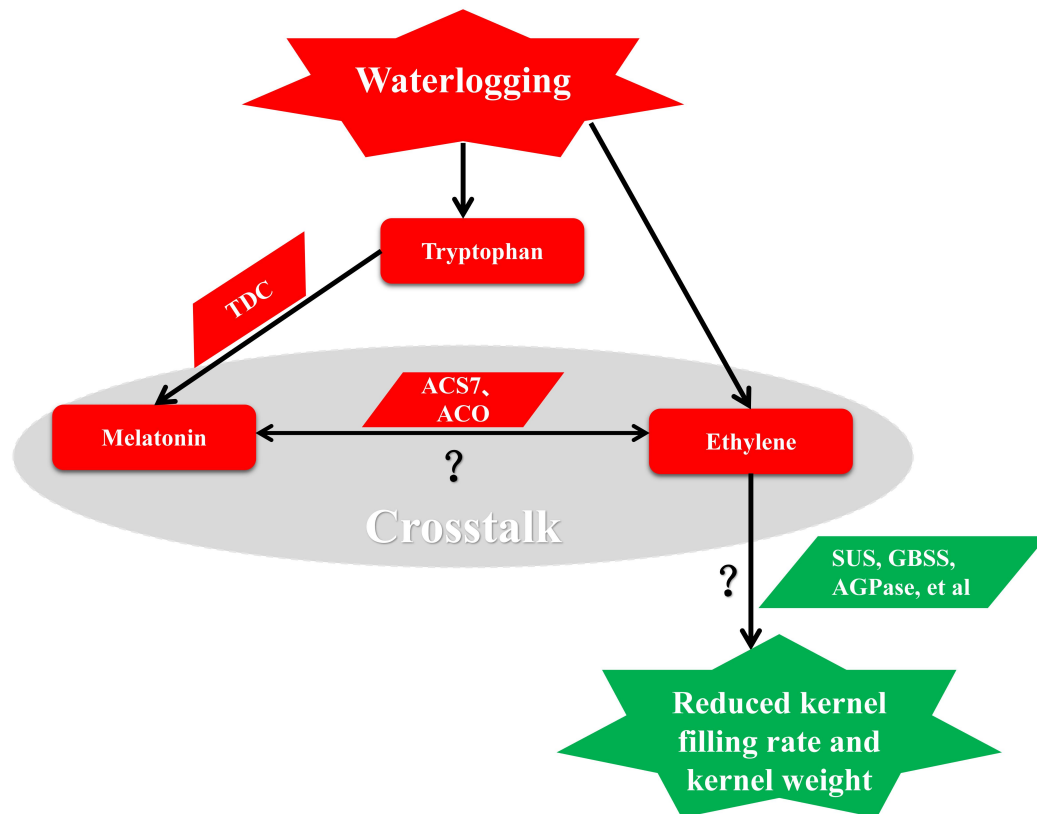 Waterlogging
Tryptophan
TDC
ACS7、
ACO
Melatonin
Ethylene
?
Crosstalk
SUS, GBSS,
AGPase, et al
?
Reduced kernel
filling rate and
kernel weight